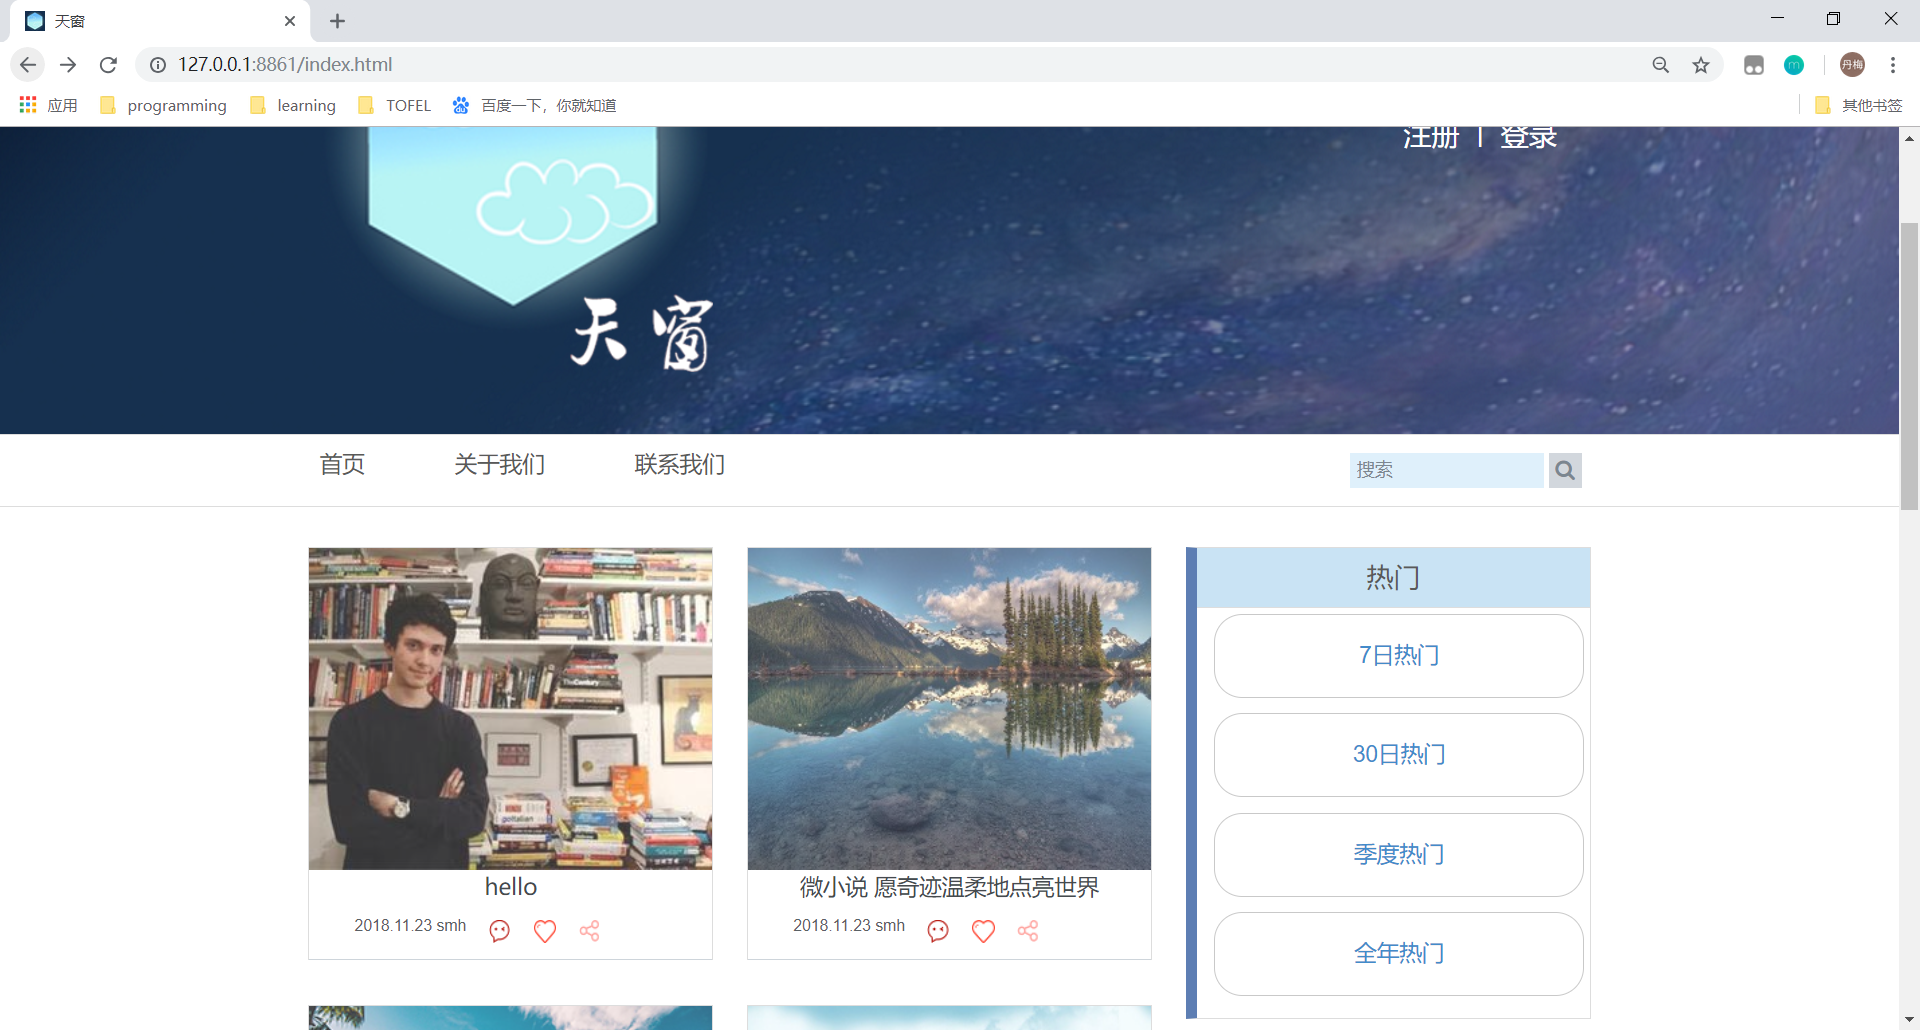 天窗
127.0.0.1:8861/index.html
丹梅
应用
programming
learning
TOFEL
百度一下，你就知道
其他书签
注册 | 登录
天窗
首页
关于我们
联系我们
搜索
热门
7日热门
30日热门
季度热门
全年热门
hello
2018.11.23 smh
微小说 愿奇迹温柔地点亮世界
2018.11.23 smh